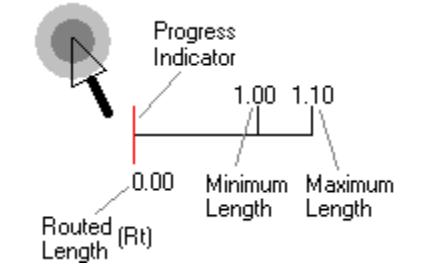 Progress
Indicator
1.00 1.10
0.00
Minimum
Length
Maximum
Length
Routed
Length (Rt)